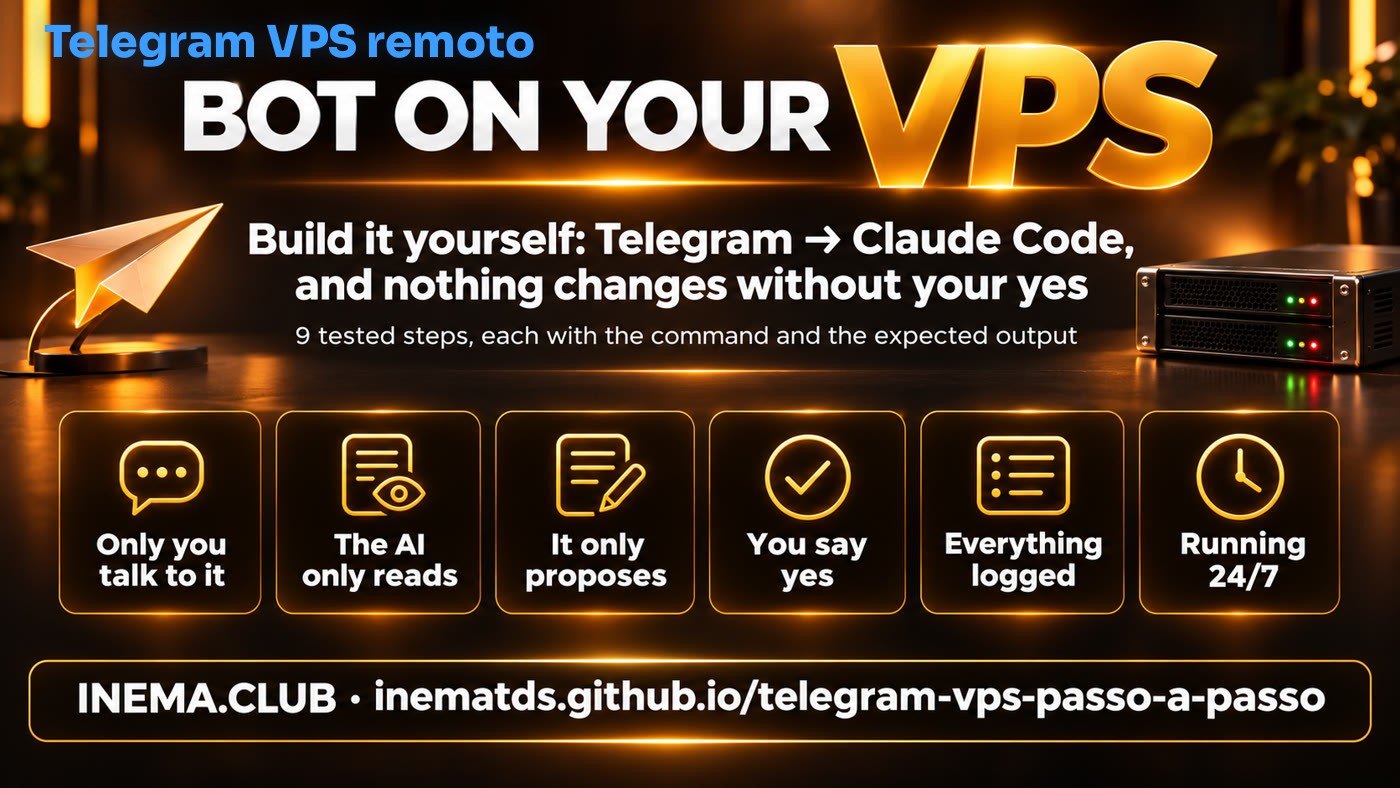 Telegram VPS remoto
BOT ON YOUR VPS
Build it yourself: Telegram → Claude Code,
and nothing changes without your yes
9 tested steps, each with the command and the expected output
Only you
talk to it
The AI
only reads
It only
proposes
You say
yes
Everything
logged
Running
24/7
INEMA.CLUB · inematds.github.io/telegram-vps-passo-a-passo